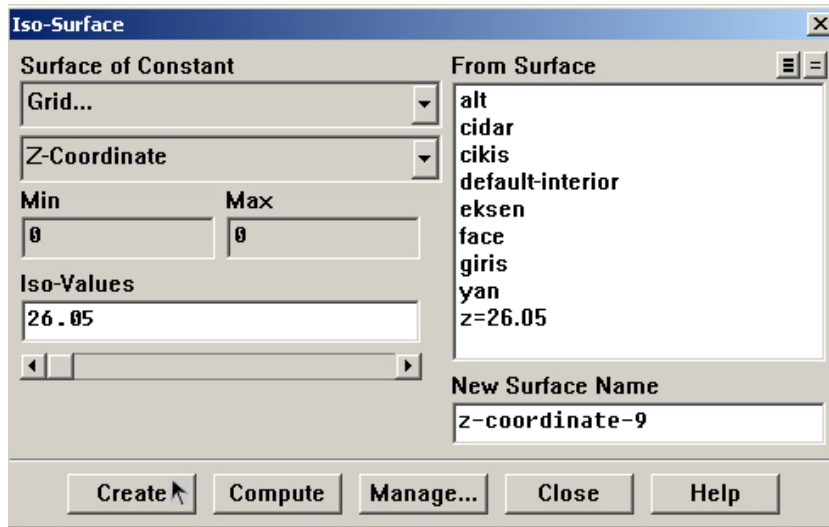 Iso-Surface
Surface of Constant
Grid...
Z-Coordinate
Min Max
0 0
Iso-Values
26.05
From Surface
alt
cidar
cikis
default-interior
eksen
face
giris
yan
z=26.05
New Surface Name
z-coordinate-9
Create Compute Manage... Close Help